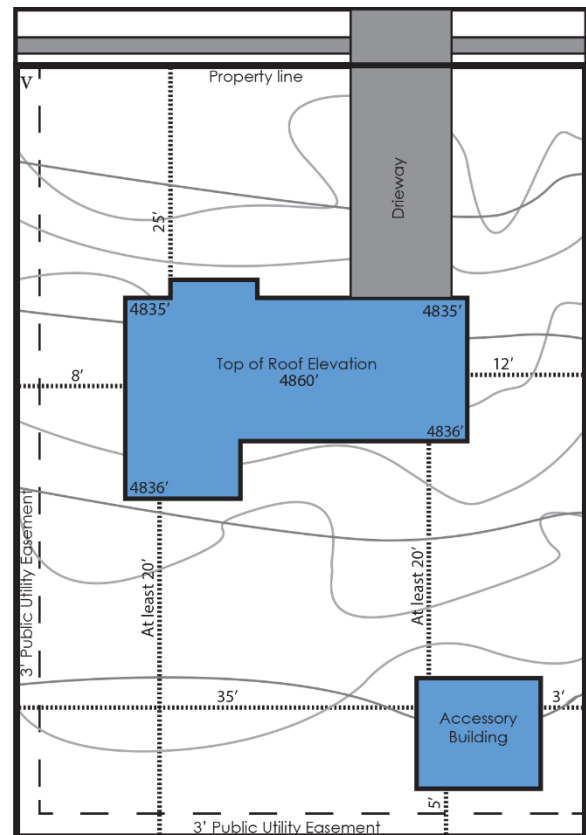 V
Property line
Drieway
25'
4835'
4835'
Top of Roof Elevation
4860'
8'
12'
4836'
4836'
3' Public Utility Easement
At least 20'
At least 20'
35'
3'
Accessory
Building
5'
3' Public Utility Easement